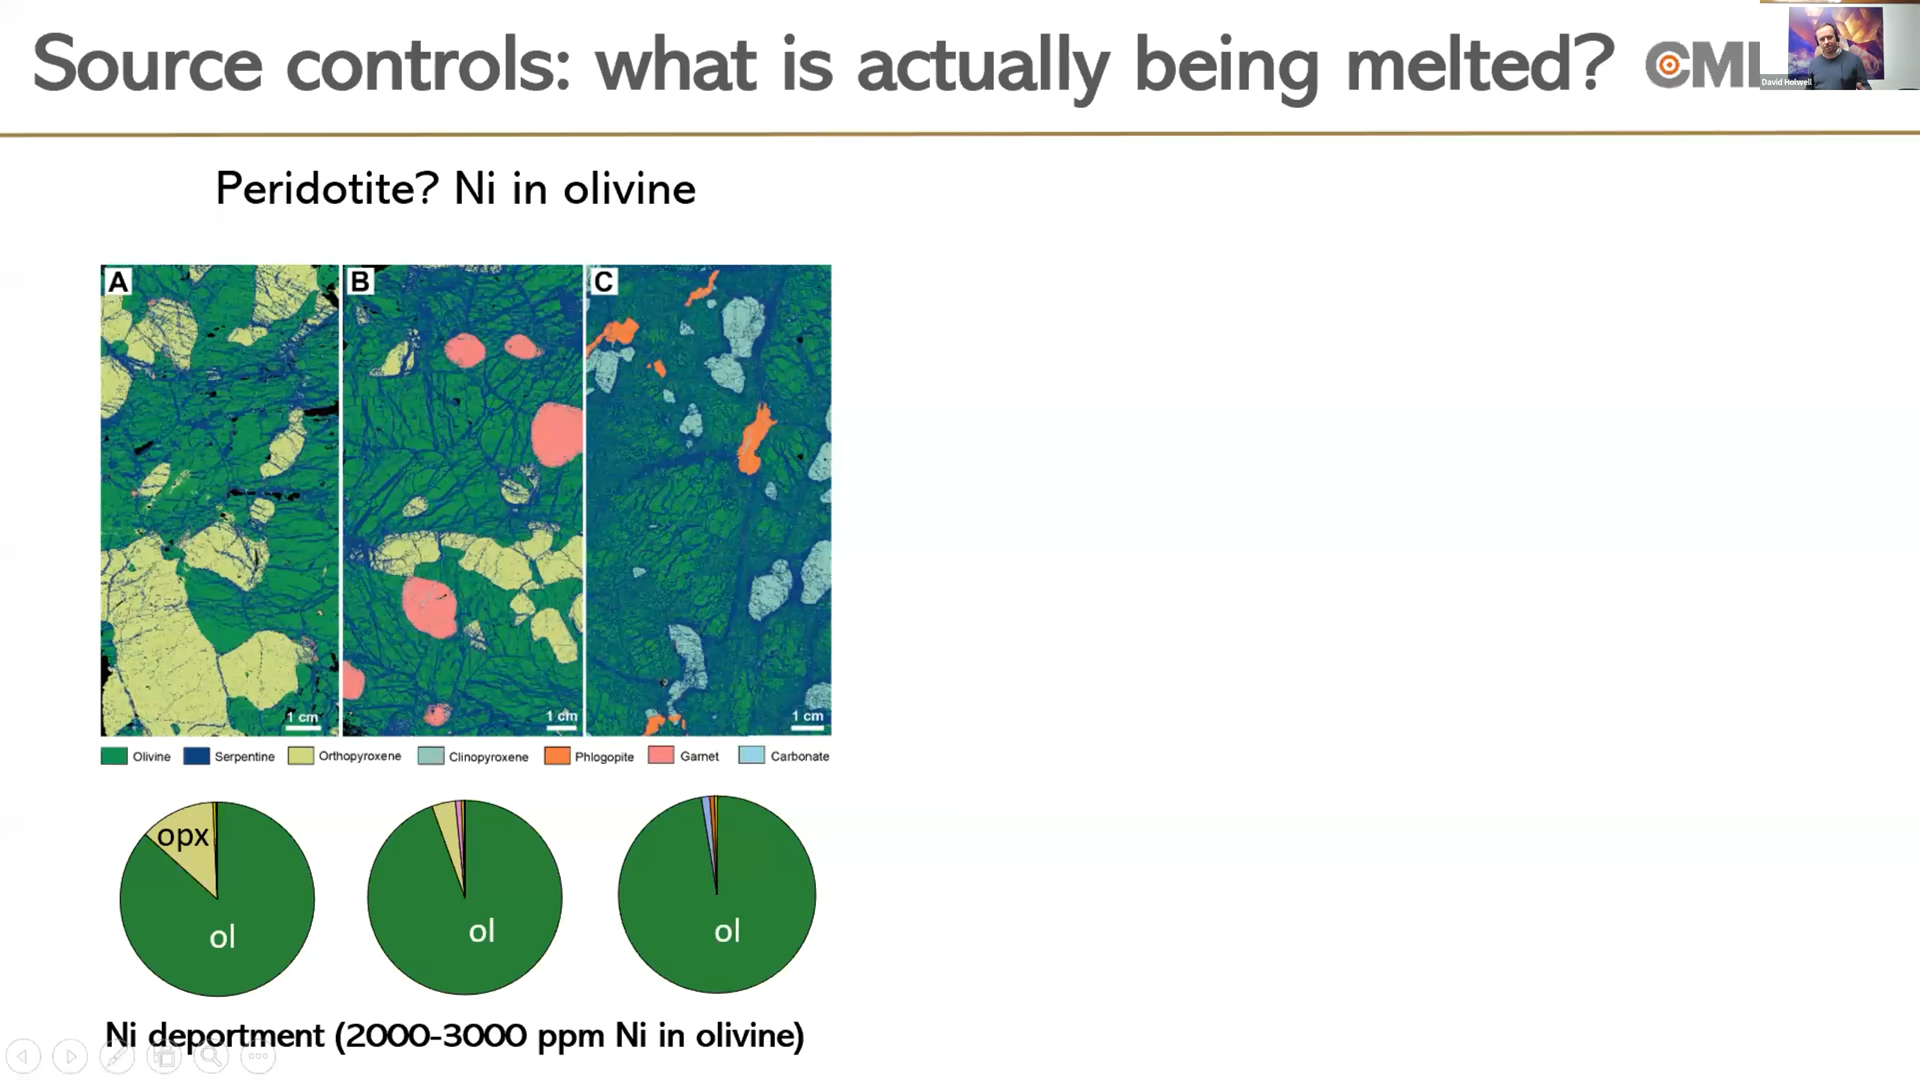 Source controls: what is actually being melted?
CML
David Holwell
Peridotite? Ni in olivine
A
B
C
1 cm
1 cm
1 cm
Olivine
Serpentine
Orthopyroxene
Clinopyroxene
Phlogopite
Garnet
Carbonate
opx
ol
ol
ol
Ni deportment (2000-3000 ppm Ni in olivine)